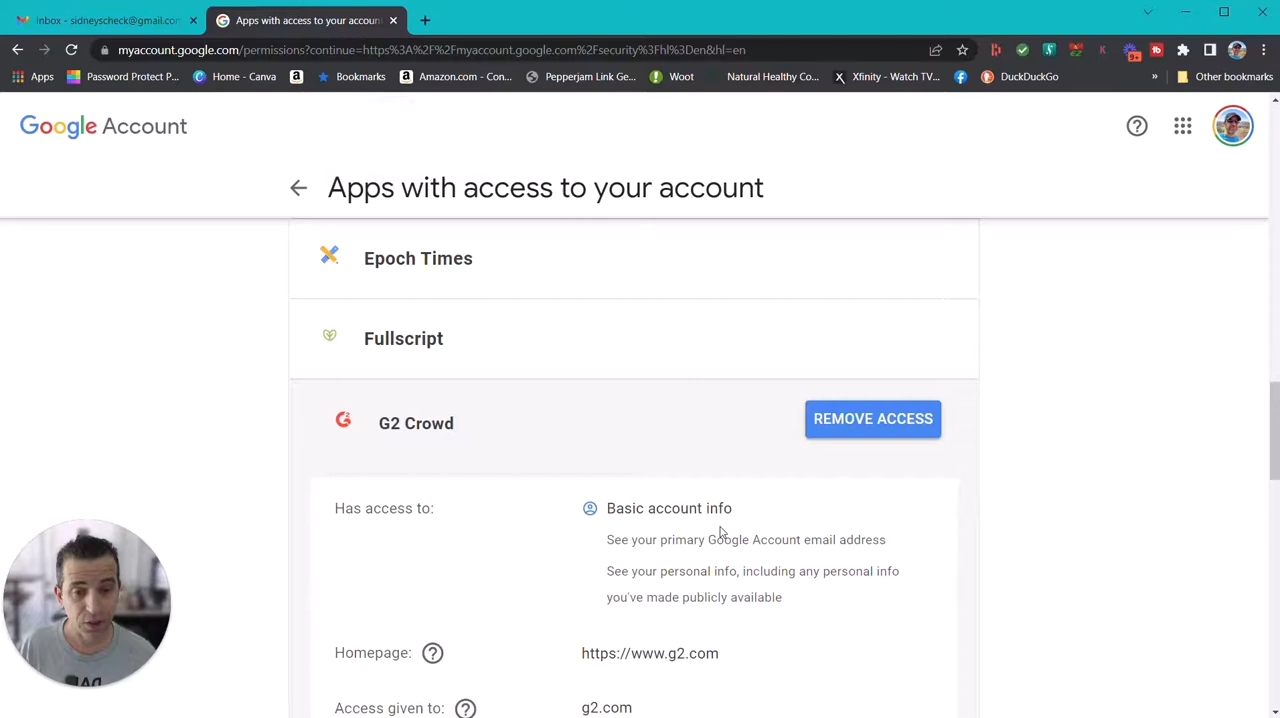 Inbox - sidneyscheck@gmail.com
Apps with access to your accoun
myaccount.google.com/permissions?continue=https%3A%2F%2Fmyaccount.google.com%2Fsecurity%3Fhl%3Den&hl=en
9+
Apps
Password Protect P...
Home - Canva
Bookmarks
Amazon.com - Con...
Pepperjam Link Ge...
Woot
Natural Healthy Co...
Xfinity - Watch TV...
DuckDuckGo
»
Other bookmarks
Google Account
Apps with access to your account
Epoch Times
Fullscript
G2 Crowd
REMOVE ACCESS
Has access to:
Basic account info
See your primary Google Account email address
See your personal info, including any personal info
you've made publicly available
Homepage:
https://www.g2.com
Access given to:
g2.com